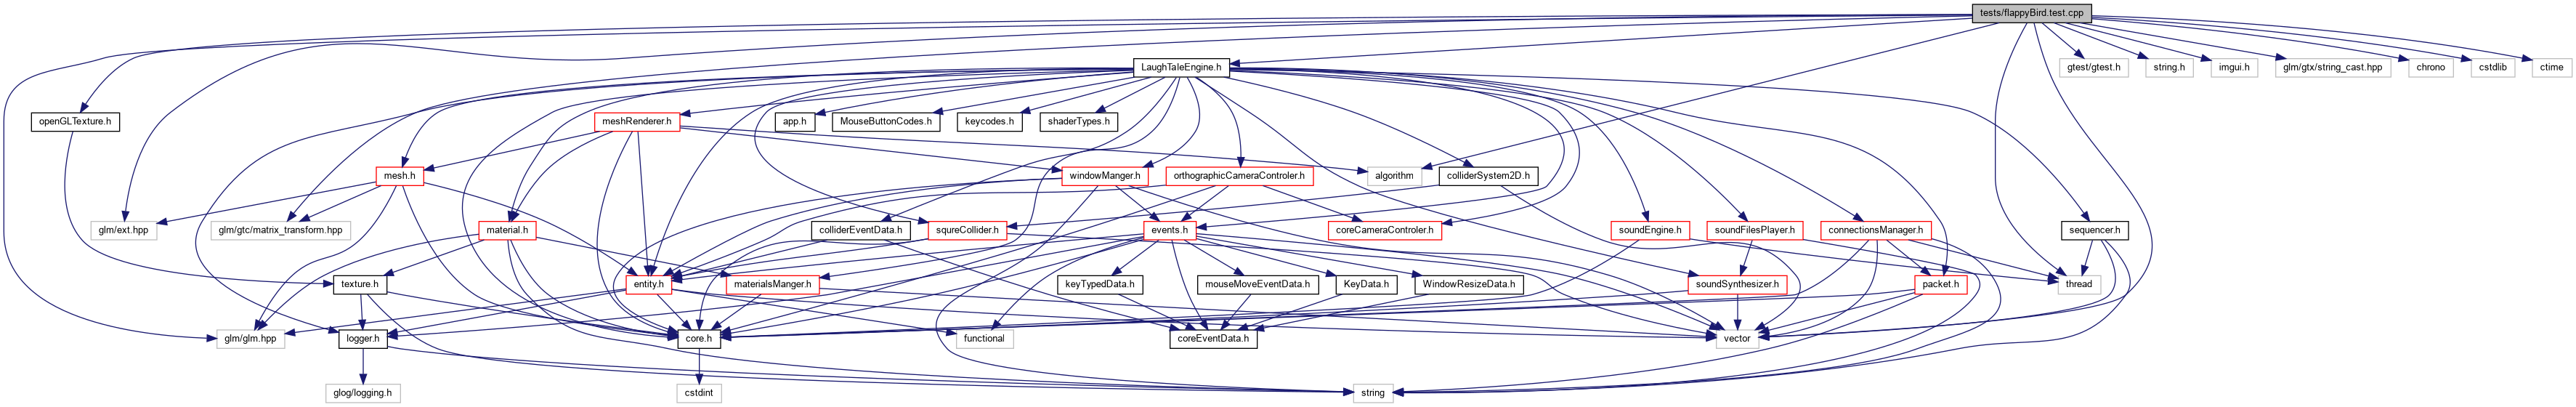 tests/flappyBird.test.cpp
LaughTaleEngine.h
gtest/gtest.h
string.h
imgui.h
glm/gtx/string_cast.hpp
chrono
cstdlib
ctime
openGLTexture.h
meshRenderer.h
app.h
MouseButtonCodes.h
keycodes.h
shaderTypes.h
mesh.h
windowManger.h
orthographicCameraControler.h
algorithm
colliderSystem2D.h
glm/ext.hpp
glm/gtc/matrix_transform.hpp
material.h
colliderEventData.h
squreCollider.h
events.h
coreCameraControler.h
soundEngine.h
soundFilesPlayer.h
connectionsManager.h
sequencer.h
texture.h
entity.h
materialsManger.h
keyTypedData.h
mouseMoveEventData.h
KeyData.h
WindowResizeData.h
soundSynthesizer.h
packet.h
thread
glm/glm.hpp
logger.h
core.h
functional
coreEventData.h
vector
glog/logging.h
cstdint
string